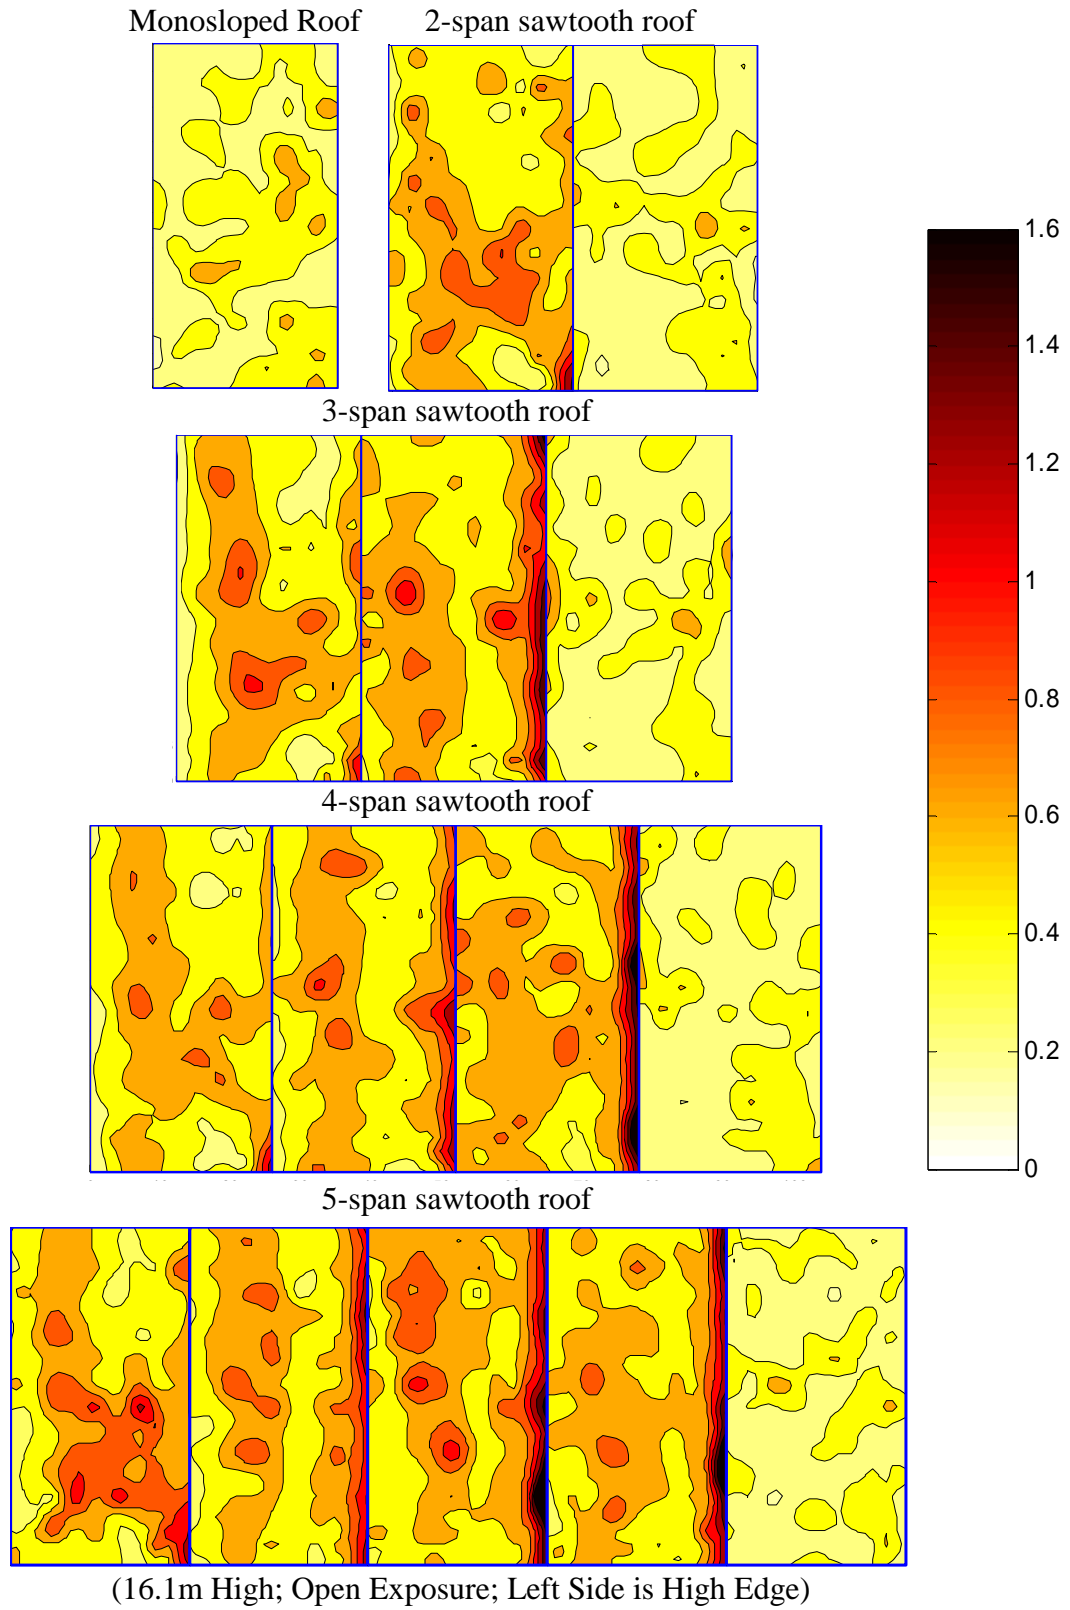 Monosloped Roof
2-span sawtooth roof
3-span sawtooth roof
1.6
1.4
1.2
1
0.8
0.6
0.4
0.2
0
4-span sawtooth roof
5-span sawtooth roof
(16.1m High; Open Exposure; Left Side is High Edge)